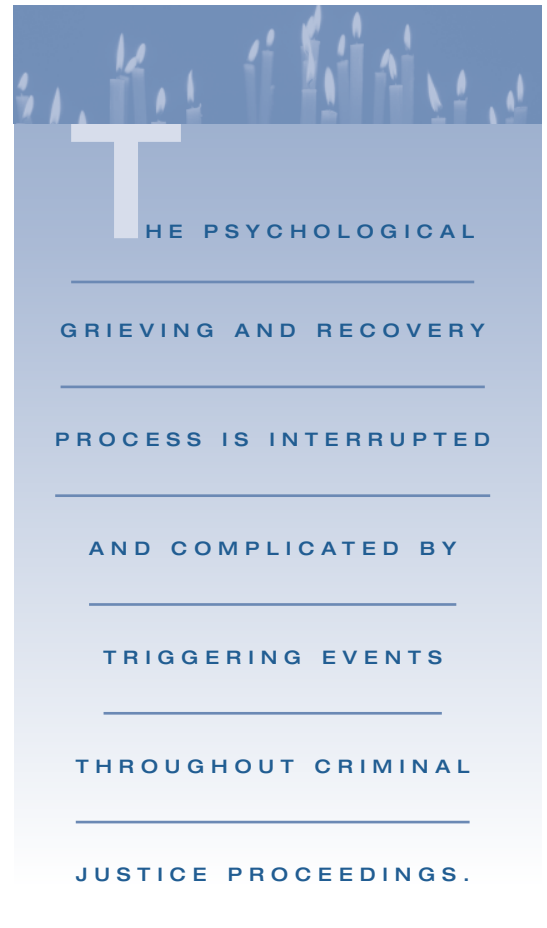 THE PSYCHOLOGICAL
GRIEVING AND RECOVERY
PROCESS IS INTERRUPTED
AND COMPLICATED BY
TRIGGERING EVENTS
THROUGHOUT CRIMINAL
JUSTICE PROCEEDINGS.